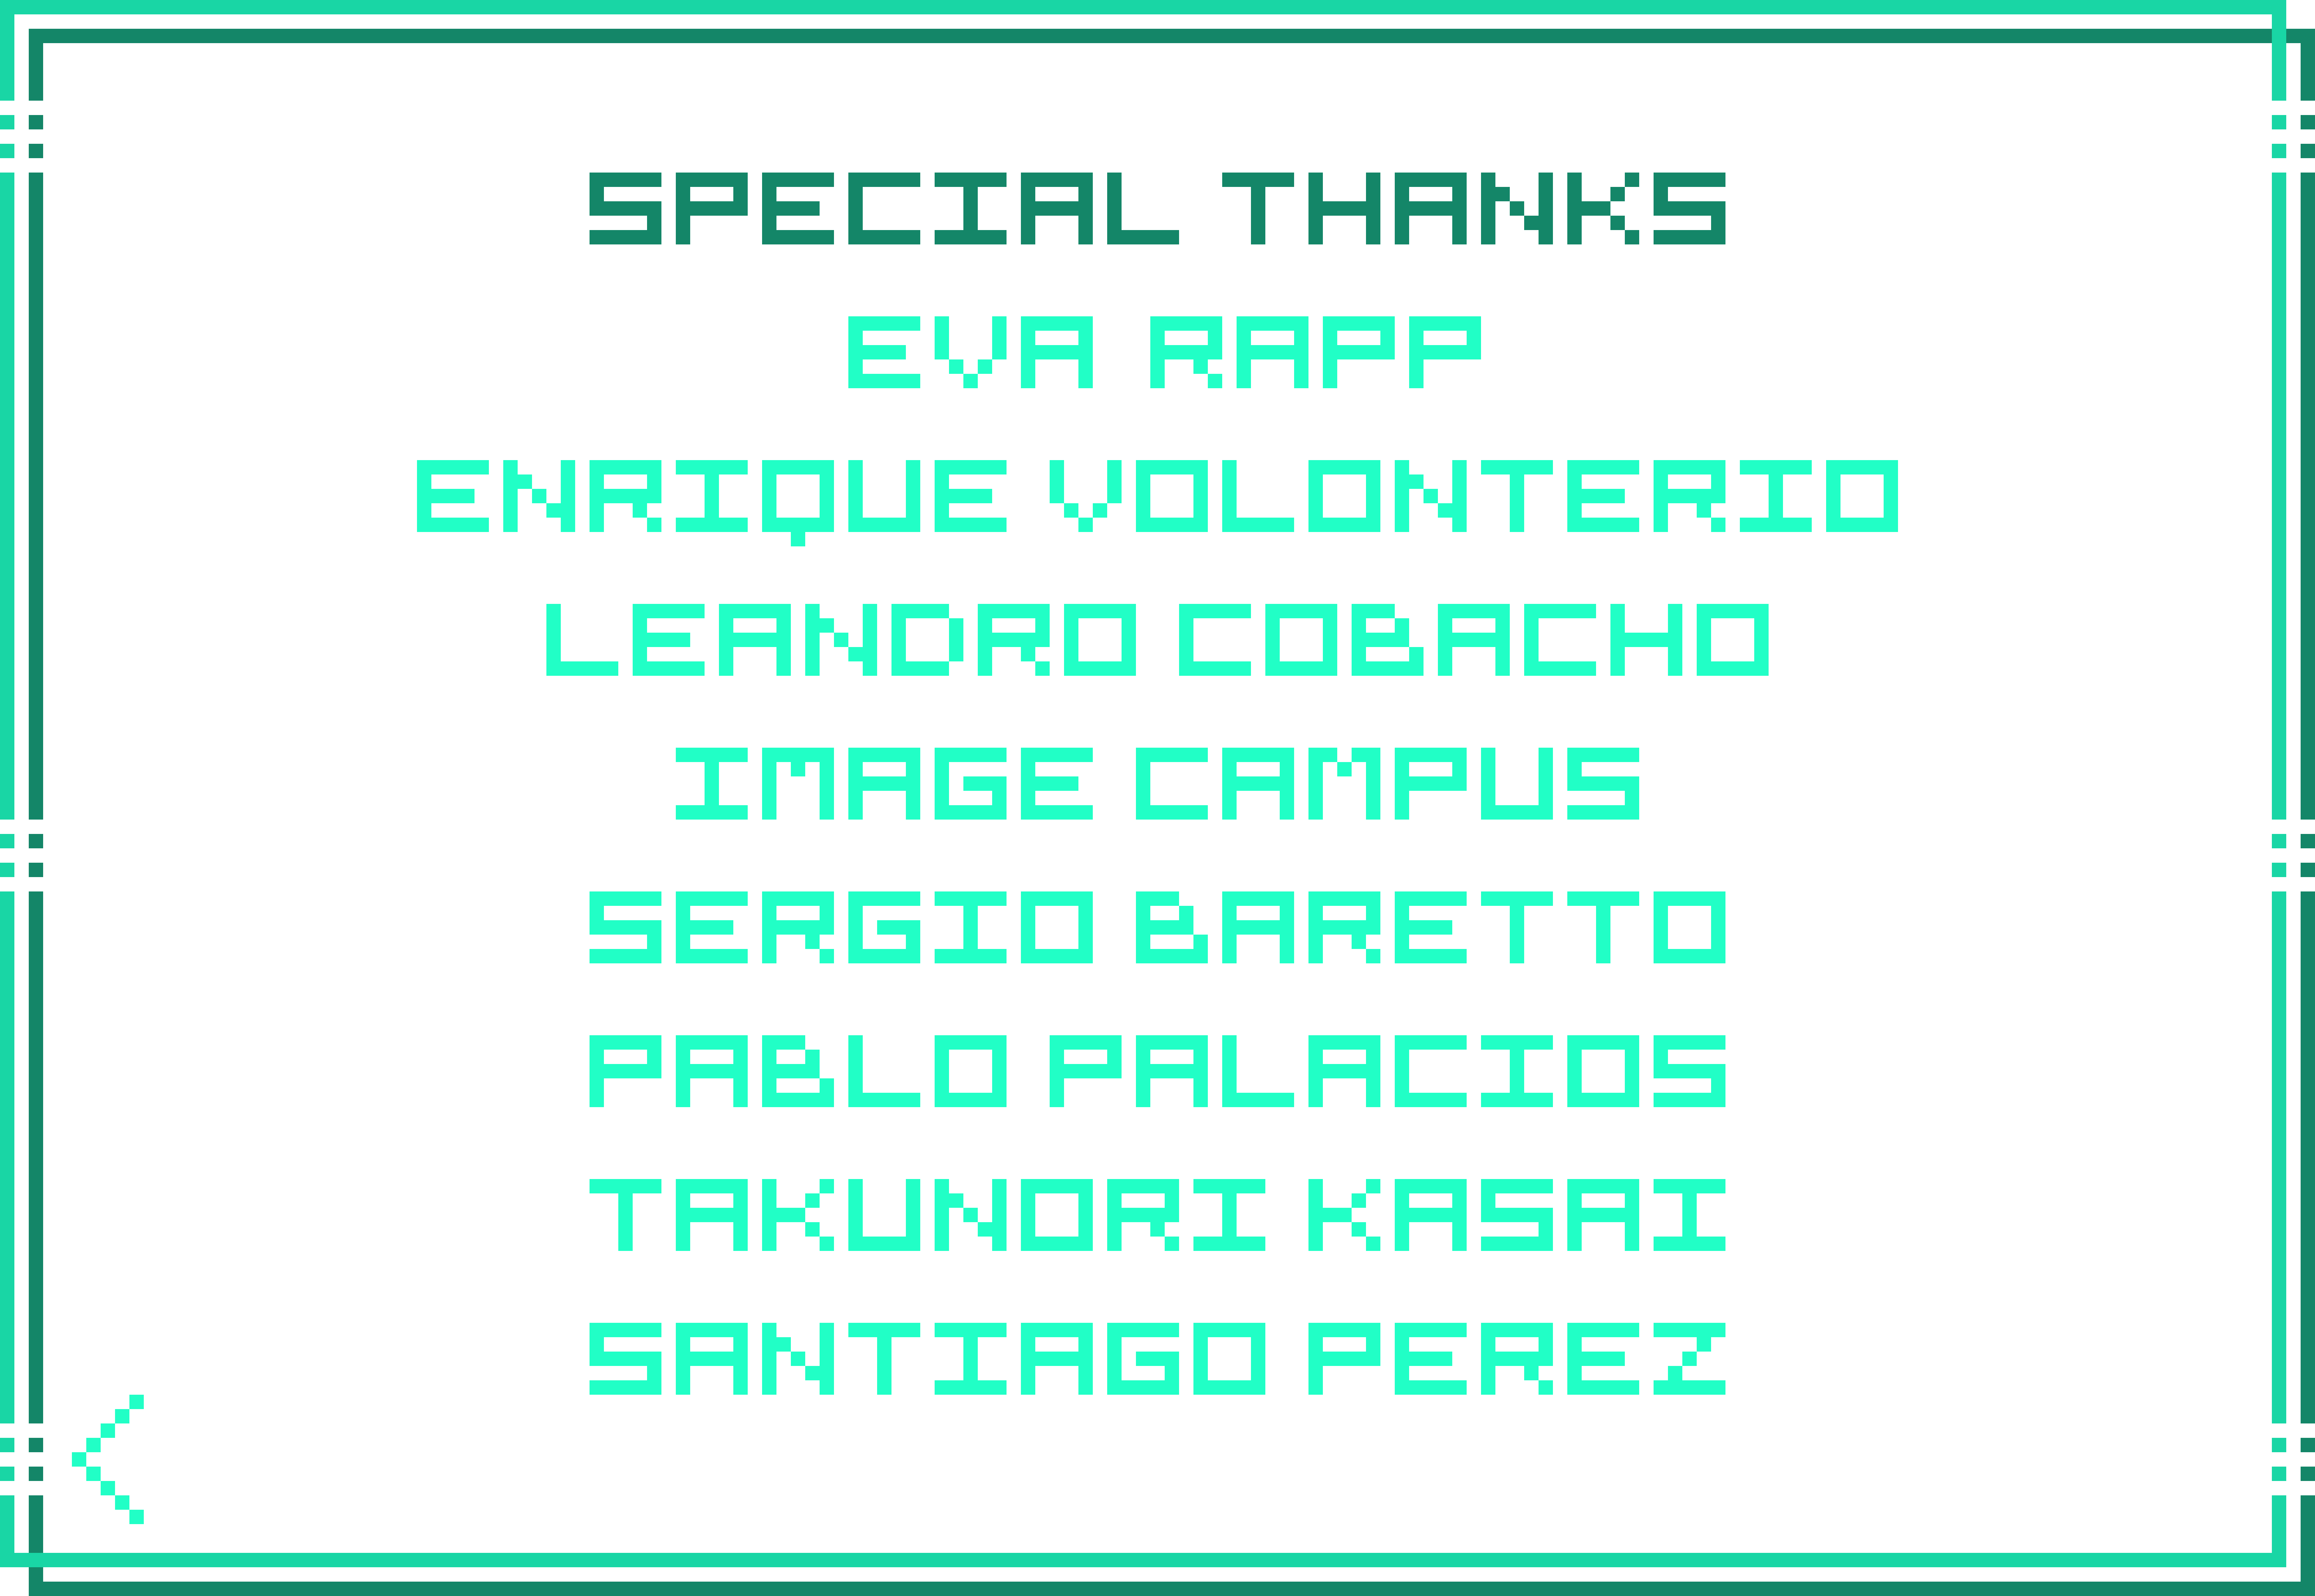 SPECIAL THANKS
EVA RAPP
ENRIQUE VOLONTERIO
LEANDRO COBACHO
IMAGE CAMPUS
SERGIO BARETTO
PABLO PALACIOS
TAKUNORI KASAI
SANTIAGO PEREZ